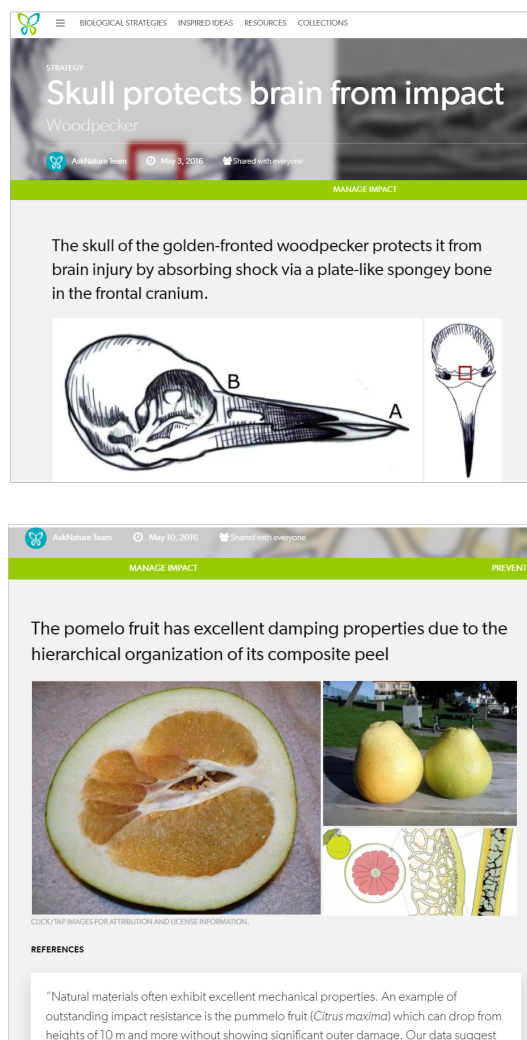 BIOLOGICAL STRATEGIES INSPIRED IDEAS RESOURCES COLLECTIONS
STRATEGY
Skull protects brain from impact
Woodpecker
AskNature Team May 3, 2016 Shared with everyone
MANAGE IMPACT
The skull of the golden-fronted woodpecker protects it from
brain injury by absorbing shock via a plate-like spongey bone
in the frontal cranium.
B
A
AskNature Team May 10, 2016 Shared with everyone
MANAGE IMPACT PREVENT
The pomelo fruit has excellent damping properties due to the
hierarchical organization of its composite peel
CLICK/TAP IMAGES FOR ATTRIBUTION AND LICENSE INFORMATION.
REFERENCES
“Natural materials often exhibit excellent mechanical properties. An example of
outstanding impact resistance is the pummelo fruit (Citrus maxima) which can drop from
heights of 10 m and more without showing significant outer damage. Our data suggest